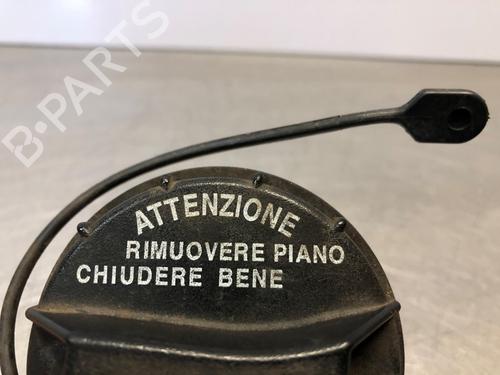 B-PARTS
ATTENZIONE
RIMUOVERE PIANO
CHIUDERE BENE